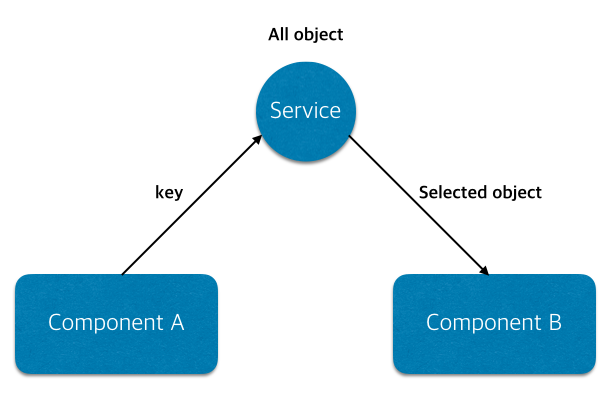 All object
Service
key
Selected object
Component A
Component B